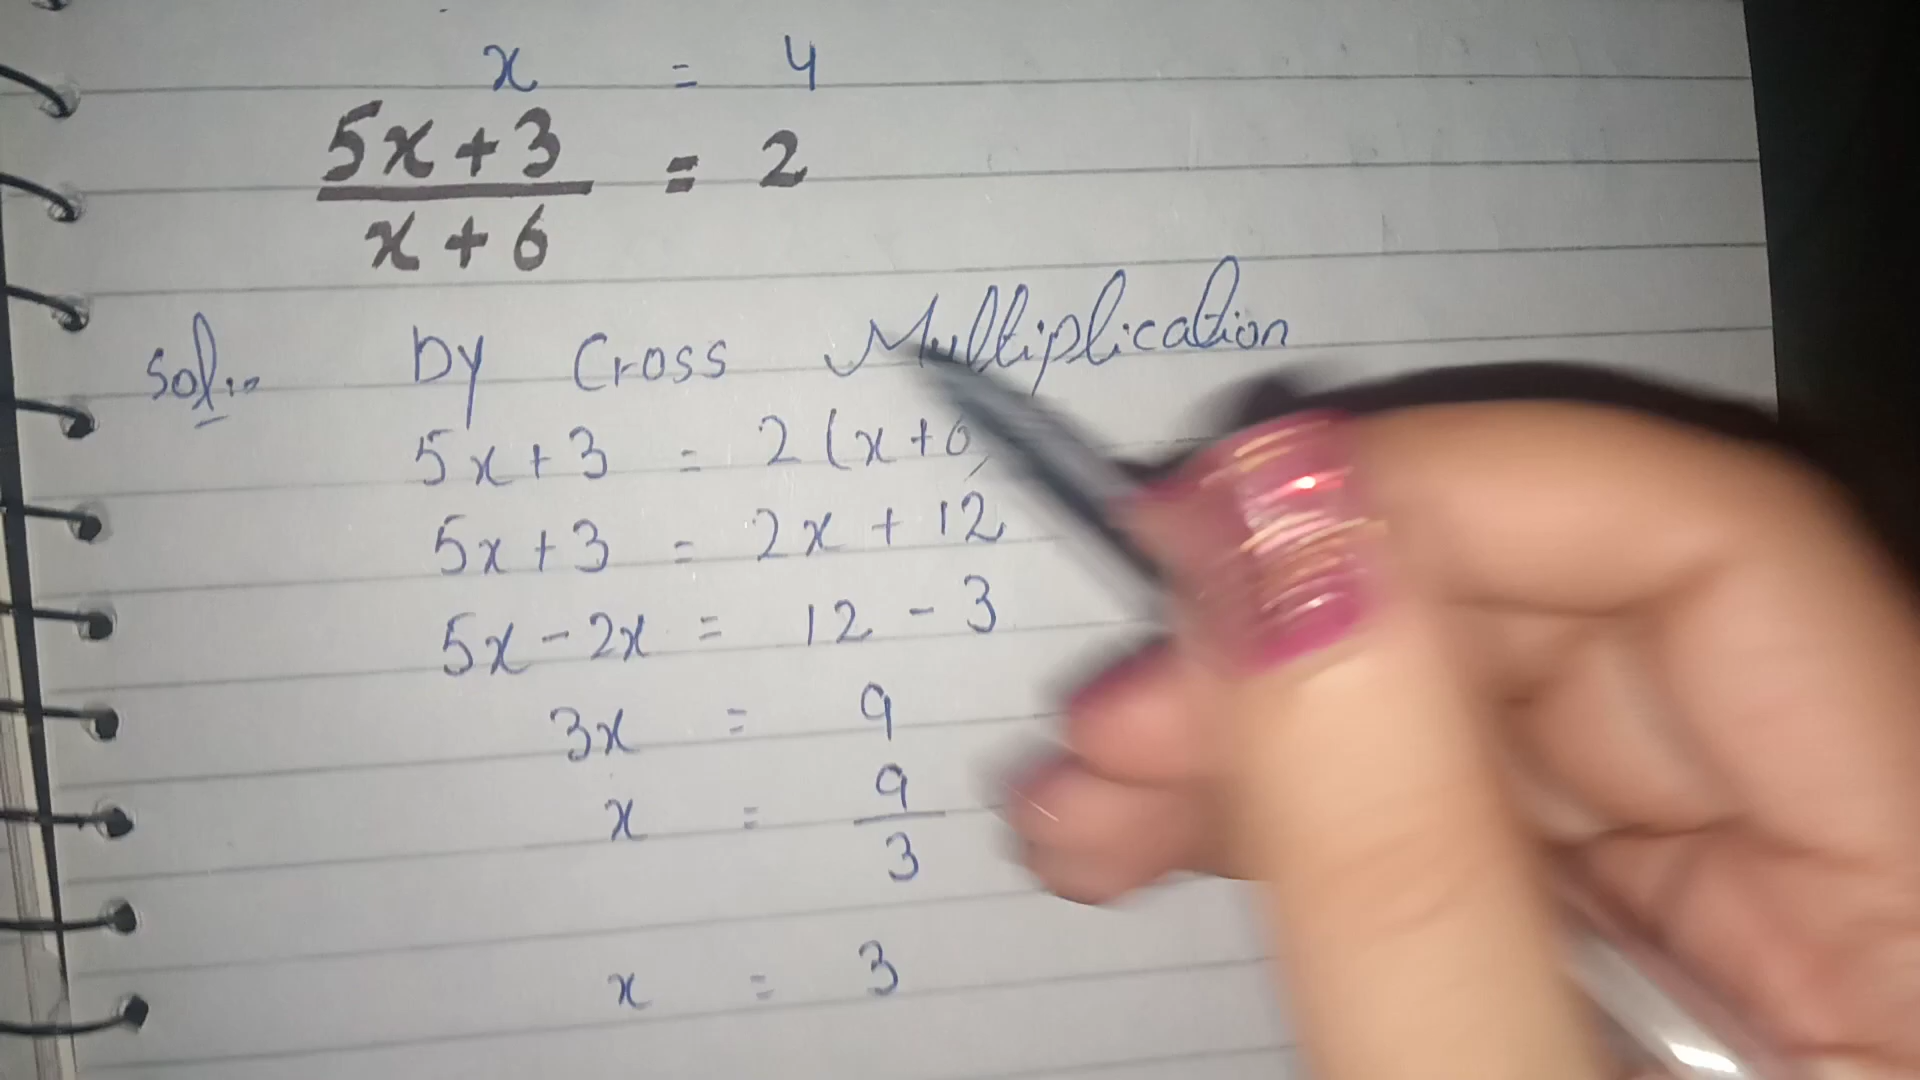 x = 4
5x+3 / x+6 = 2
Sol:- By Cross Multiplication
5x+3 = 2(x+6)
5x+3 = 2x+12
5x-2x = 12-3
3x = 9
x = 9/3
x = 3